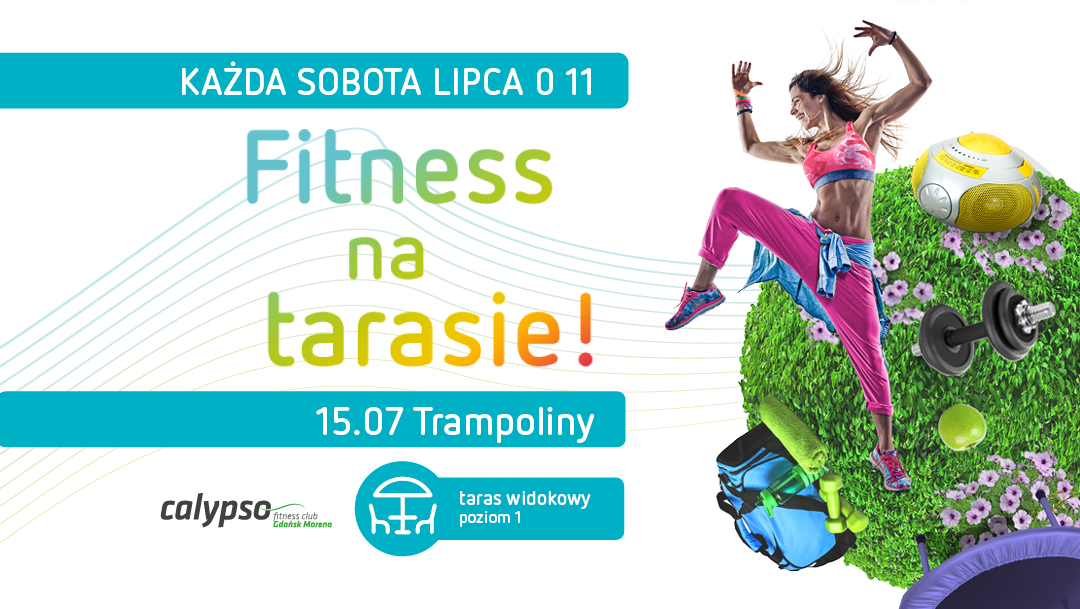 KAŻDA SOBOTA LIPCA O 11
Fitness
na
tarasie!
15.07 Trampoliny
calypso
fitness club
Gdańsk Morena
taras widokowy
poziom 1